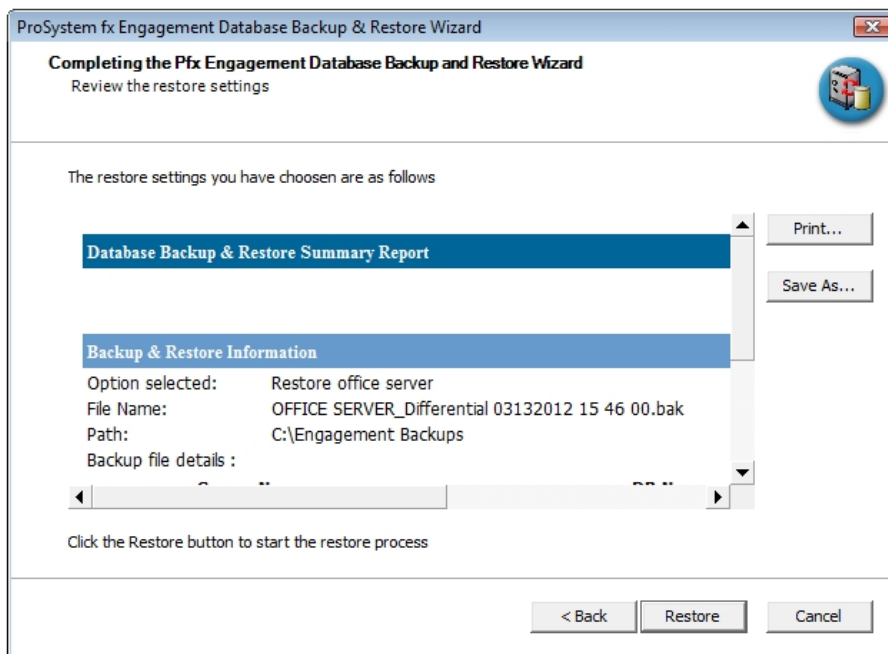 ProSystem fx Engagement Database Backup & Restore Wizard
Completing the Pfx Engagement Database Backup and Restore Wizard
Review the restore settings
The restore settings you have choosen are as follows
Print...
Database Backup & Restore Summary Report
Save As...
Backup & Restore Information
Option selected: Restore office server
File Name: OFFICE SERVER_Differential 03132012 15 46 00.bak
Path: C:\Engagement Backups
Backup file details :
Click the Restore button to start the restore process
< Back Restore Cancel